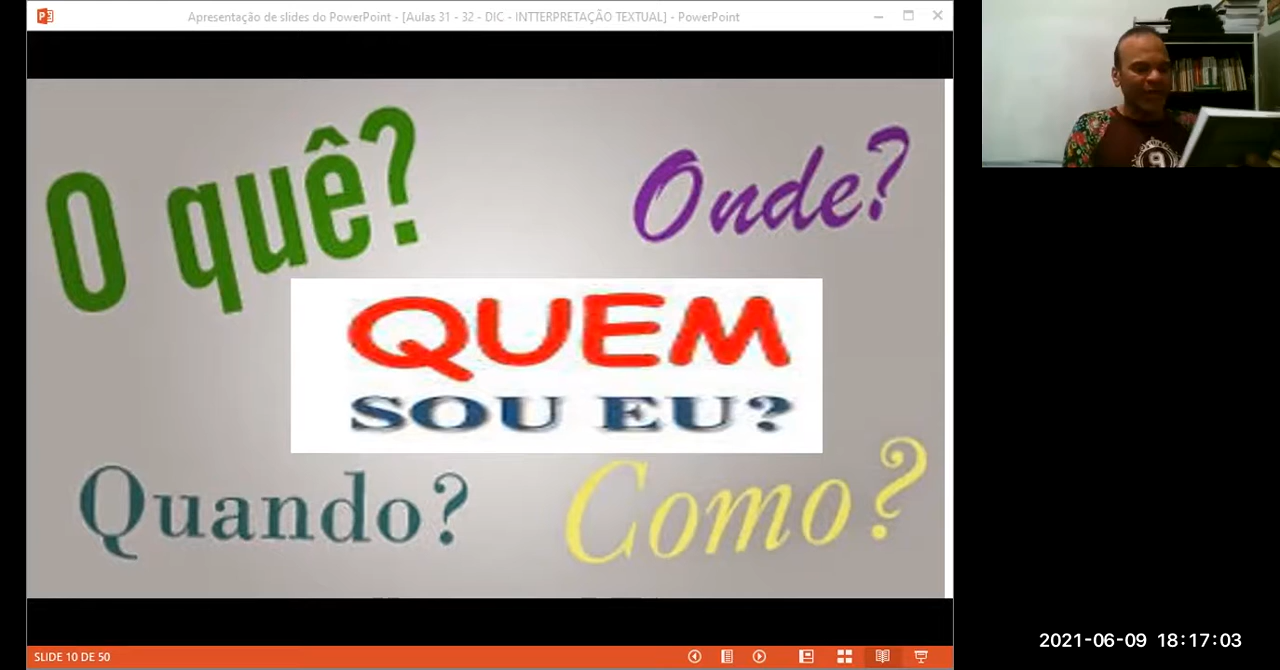 Apresentação de slides do PowerPoint - [Aulas 31 - 32 - DIC - INTTERPRETAÇÃO TEXTUAL] - PowerPoint
O quê?
Onde?
QUEM
SOU EU?
Quando?
Como?
SLIDE 10 DE 50
2021-06-09 18:17:03